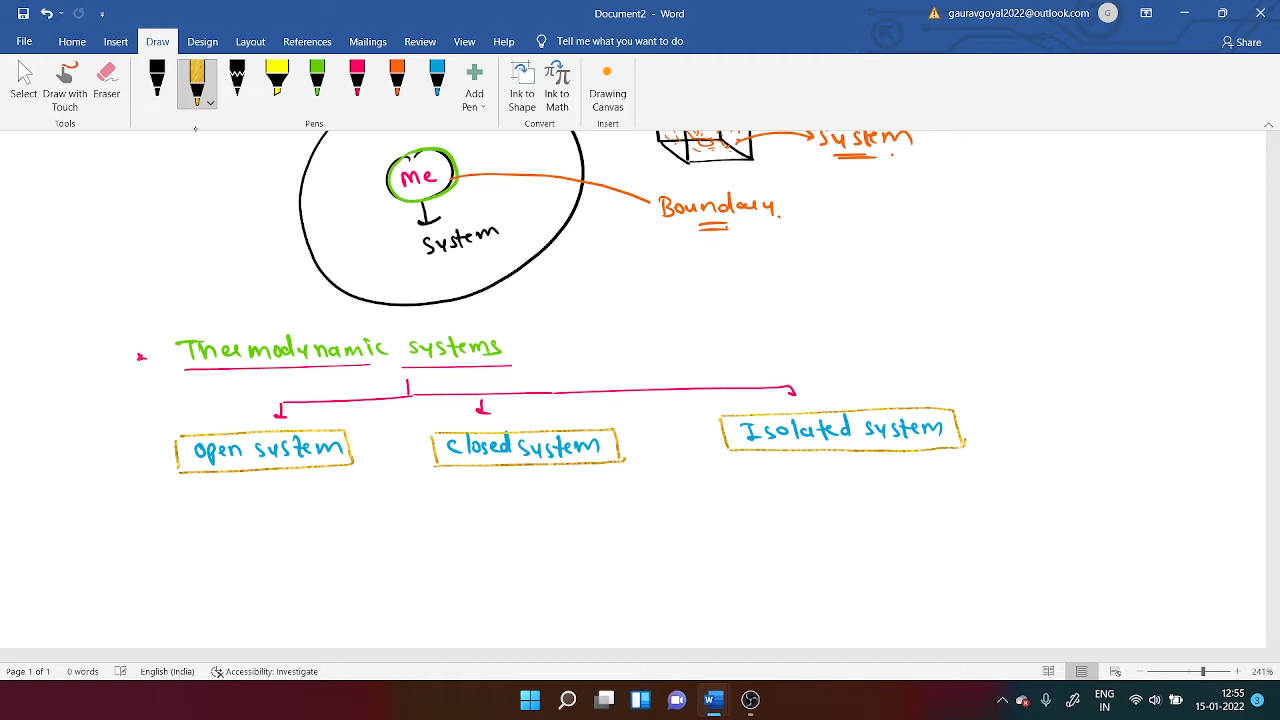 Document2 - Word
gauravgoyal2022@outlook.com
G
File Home Insert Draw Design Layout References Mailings Review View Help Tell me what you want to do
Share
Select
Draw with Touch
Eraser
Add Pen
Ink to Shape
Ink to Math
Drawing Canvas
Tools
Pens
Convert
Insert
System
Me
Boundary.
System
* Thermodynamic systems
open system
closed system
Isolated system
Page 1 of 1
0 words
English (India)
Accessibility: Investigate
241%
ENG
IN
12:55
15-01-2022
3